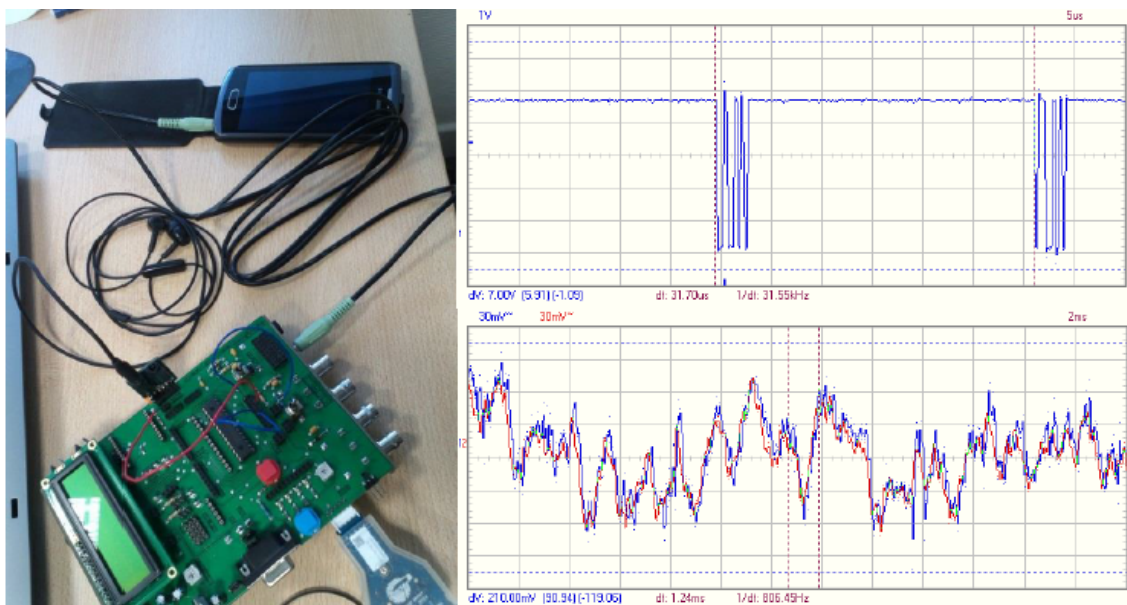 1V 5us
dV: 7.00V (5.91) (-1.09) dt: 31.70us 1/dt: 31.55kHz
30mV~ 30mV~ 2ms
12
dV: 210.00mV (90.94) (-119.06) dt: 1.24ms 1/dt: 806.45Hz